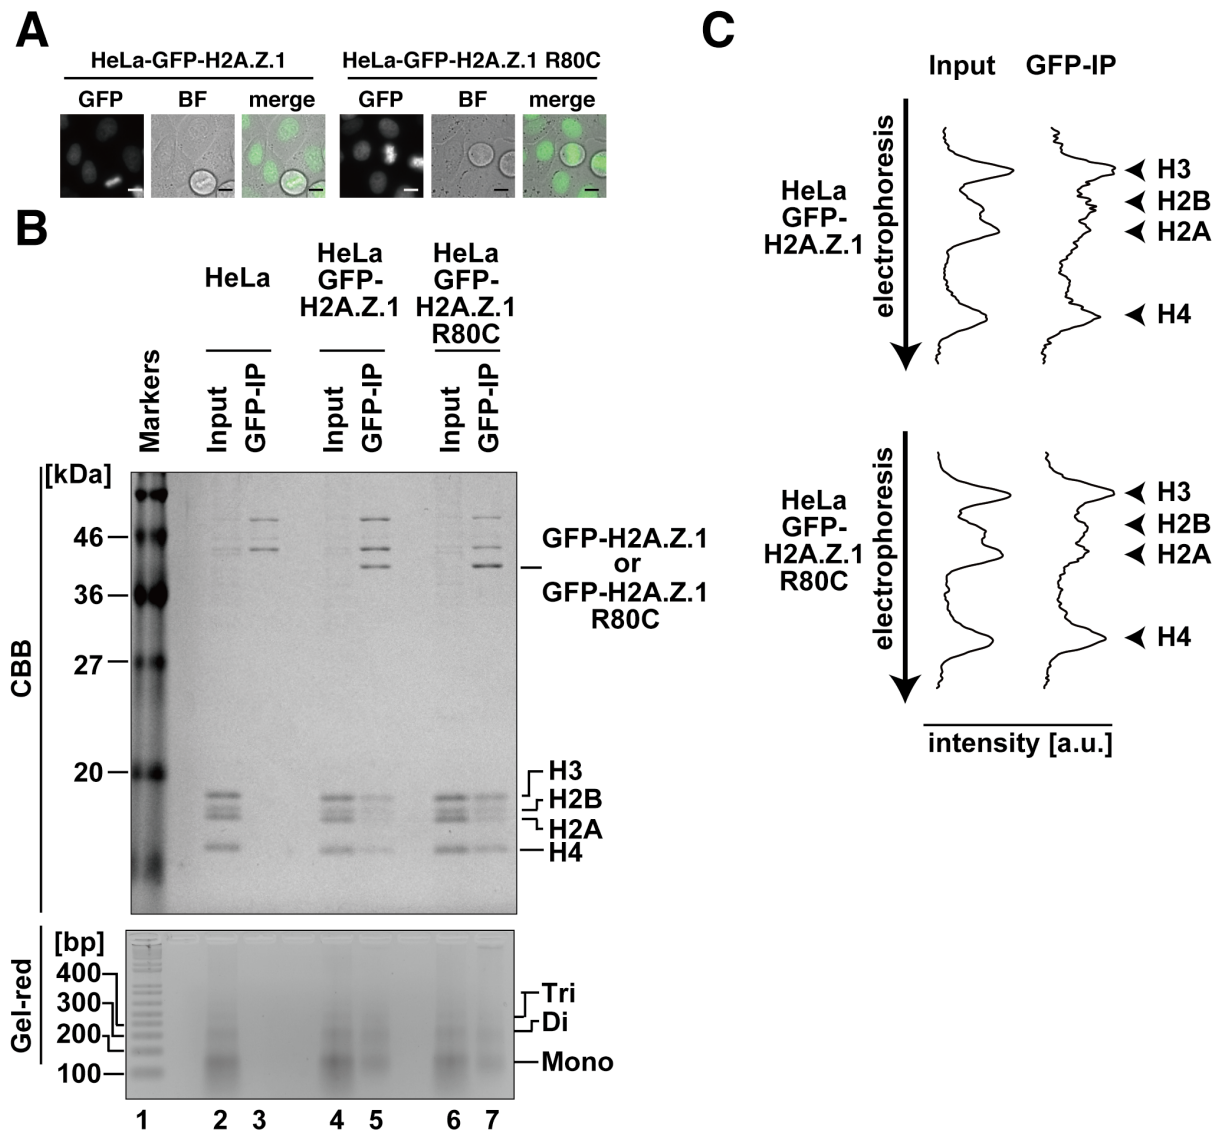 A
HeLa-GFP-H2A.Z.1
HeLa-GFP-H2A.Z.1 R80C
GFP BF merge GFP BF merge
B
HeLa
HeLa
GFP-
H2A.Z.1
HeLa
GFP-
H2A.Z.1
R80C
Markers
Input
GFP-IP
Input
GFP-IP
Input
GFP-IP
CBB
[kDa]
46
36
27
20
GFP-H2A.Z.1
or
GFP-H2A.Z.1
R80C
H3
H2B
H2A
H4
Gel-red
[bp]
400
300
200
100
Tri
Di
Mono
1 2 3 4 5 6 7
C
Input GFP-IP
HeLa
GFP-
H2A.Z.1
electrophoresis
H3
H2B
H2A
H4
HeLa
GFP-
H2A.Z.1
R80C
electrophoresis
H3
H2B
H2A
H4
intensity [a.u.]